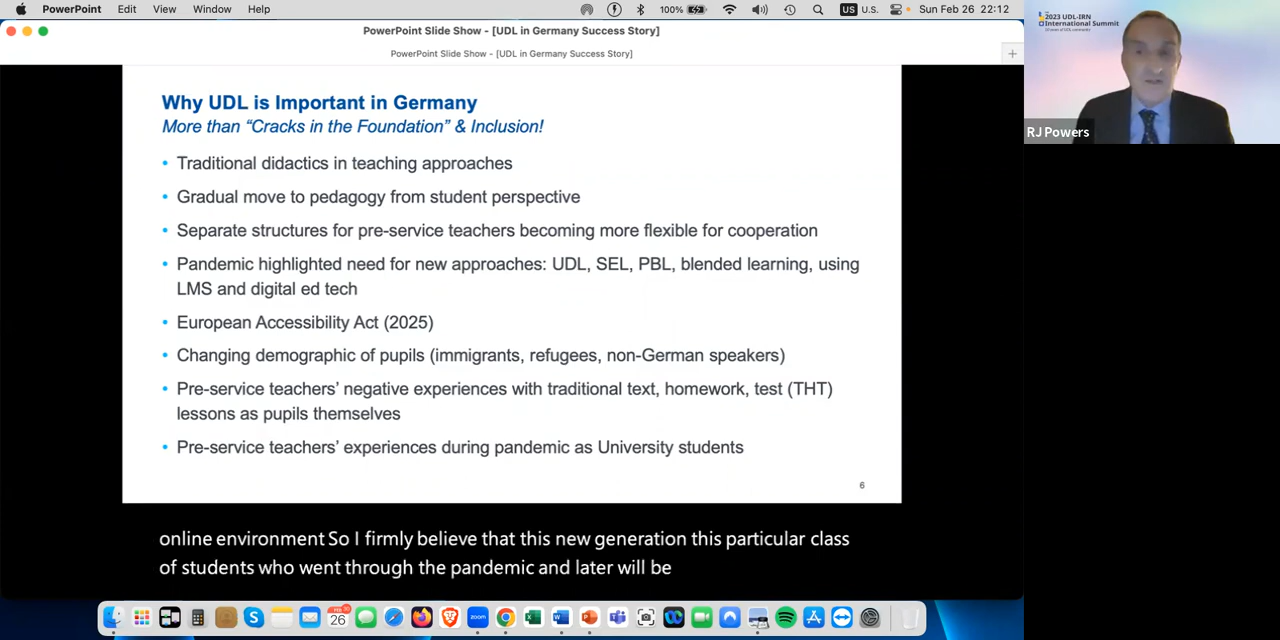 PowerPoint Edit View Window Help 100% US U.S. Sun Feb 26 22:12
PowerPoint Slide Show - [UDL in Germany Success Story]
PowerPoint Slide Show - [UDL in Germany Success Story]
2023 UDL-IRN
International Summit
RJ Powers
Why UDL is Important in Germany
More than “Cracks in the Foundation” & Inclusion!
• Traditional didactics in teaching approaches
• Gradual move to pedagogy from student perspective
• Separate structures for pre-service teachers becoming more flexible for cooperation
• Pandemic highlighted need for new approaches: UDL, SEL, PBL, blended learning, using
LMS and digital ed tech
• European Accessibility Act (2025)
• Changing demographic of pupils (immigrants, refugees, non-German speakers)
• Pre-service teachers’ negative experiences with traditional text, homework, test (THT)
lessons as pupils themselves
• Pre-service teachers’ experiences during pandemic as University students
6
online environment So I firmly believe that this new generation this particular class
of students who went through the pandemic and later will be
26
zoom